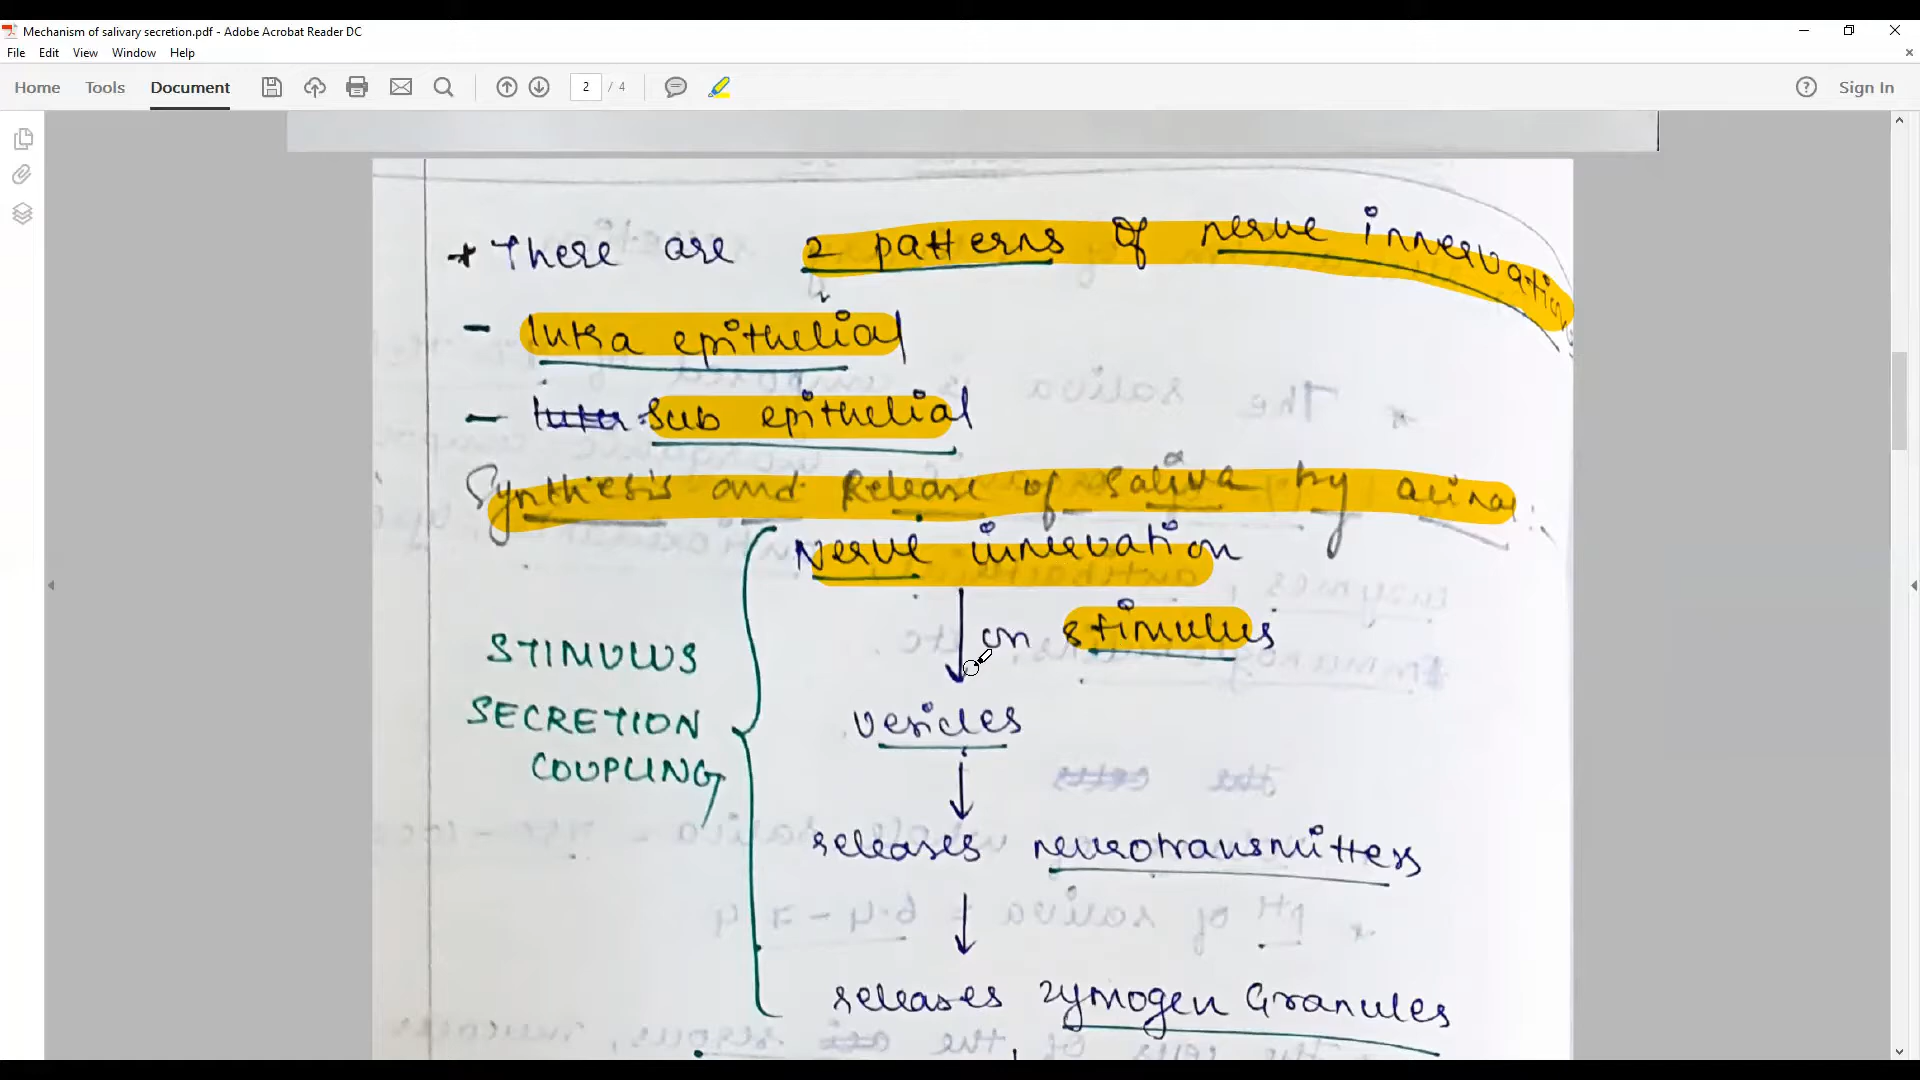 Mechanism of salivary secretion.pdf - Adobe Acrobat Reader DC
File Edit View Window Help
Home Tools Document 2 / 4 Sign In
* There are 2 patterns of nerve innervation
- Intra epithelial
- sub epithelial
Synthesis and Release of saliva by acinar
Nerve innervation
on stimulus
STIMULUS
SECRETION
COUPLING
vesicles
releases neurotransmitters
releases zymogen Granules